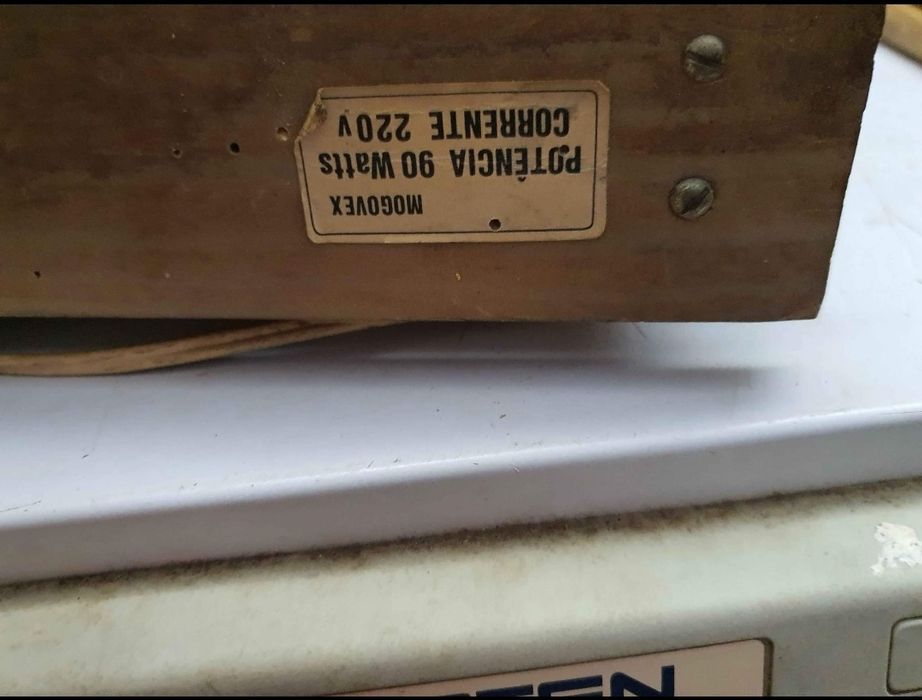 MOGOVEX
POTÊNCIA 90 Watts
CORRENTE 220v